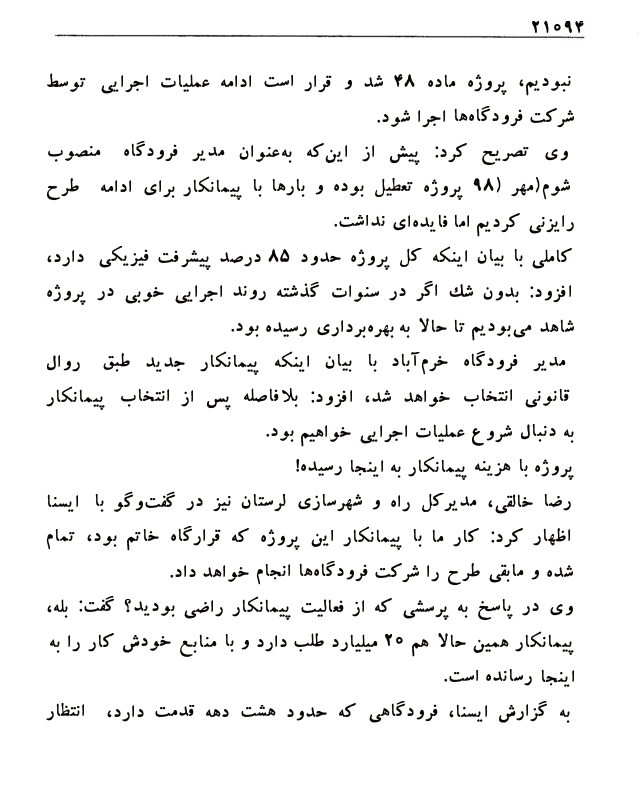 ۲۱۰۹۴
نبودیم، پروژه ماده ۴۸ شد و قرار است ادامه عملیات اجرایی توسط
شرکت فرودگاه‌ها اجرا شود.
وی تصریح کرد: پیش از این‌که به‌عنوان مدیر فرودگاه منصوب
شوم(مهر (۹۸ پروژه تعطیل بوده و بارها با پیمانکار برای ادامه طرح
رایزنی کردیم اما فایده‌ای نداشت.
کاملی با بیان اینکه کل پروژه حدود ۸۵ درصد پیشرفت فیزیکی دارد،
افزود: بدون شك اگر در سنوات گذشته روند اجرایی خوبی در پروژه
شاهد می‌بودیم تا حالا به بهره‌برداری رسیده بود.
مدیر فرودگاه خرم‌آباد با بیان اینکه پیمانکار جدید طبق روال
قانونی انتخاب خواهد شد، افزود: بلافاصله پس از انتخاب پیمانکار
به دنبال شروع عملیات اجرایی خواهیم بود.
پروژه با هزینه پیمانکار به اینجا رسیده!
رضا خالقی، مدیرکل راه و شهرسازی لرستان نیز در گفت‌وگو با ایسنا
اظهار کرد: کار ما با پیمانکار این پروژه که قرارگاه خاتم بود، تمام
شده و مابقی طرح را شرکت فرودگاه‌ها انجام خواهد داد.
وی در پاسخ به پرسشی که از فعالیت پیمانکار راضی بودید؟ گفت: بله،
پیمانکار همین حالا هم ۲۰ میلیارد طلب دارد و با منابع خودش کار را به
اینجا رسانده است.
به گزارش ایسنا، فرودگاهی که حدود هشت دهه قدمت دارد، انتظار